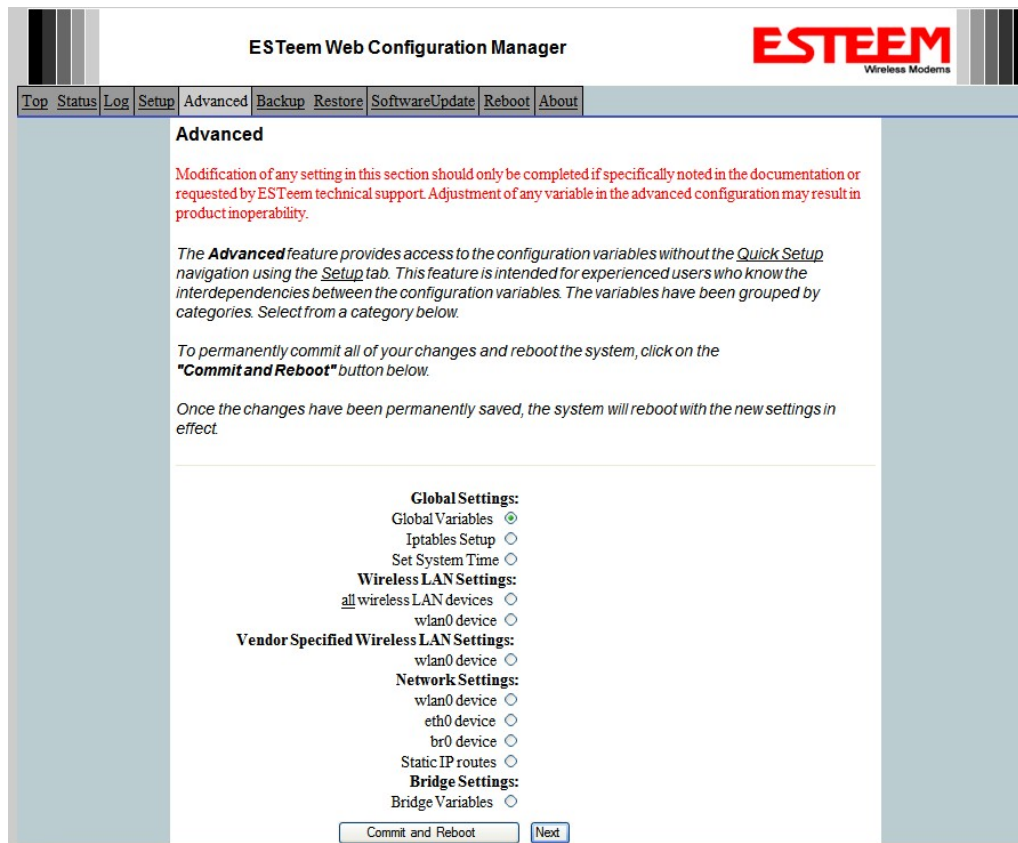 ESTeem Web Configuration Manager
ESTEEM
Wireless Modems
Top Status Log Setup Advanced Backup Restore SoftwareUpdate Reboot About
Advanced
Modification of any setting in this section should only be completed if specifically noted in the documentation or
requested by ESTeem technical support. Adjustment of any variable in the advanced configuration may result in
product inoperability.
The Advanced feature provides access to the configuration variables without the Quick Setup
navigation using the Setup tab. This feature is intended for experienced users who know the
interdependencies between the configuration variables. The variables have been grouped by
categories. Select from a category below.
To permanently commit all of your changes and reboot the system, click on the
"Commit and Reboot" button below.
Once the changes have been permanently saved, the system will reboot with the new settings in
effect.
Global Settings:
Global Variables
Iptables Setup
Set System Time
Wireless LAN Settings:
all wireless LAN devices
wlan0 device
Vendor Specified Wireless LAN Settings:
wlan0 device
Network Settings:
wlan0 device
eth0 device
br0 device
Static IP routes
Bridge Settings:
Bridge Variables
Commit and Reboot Next